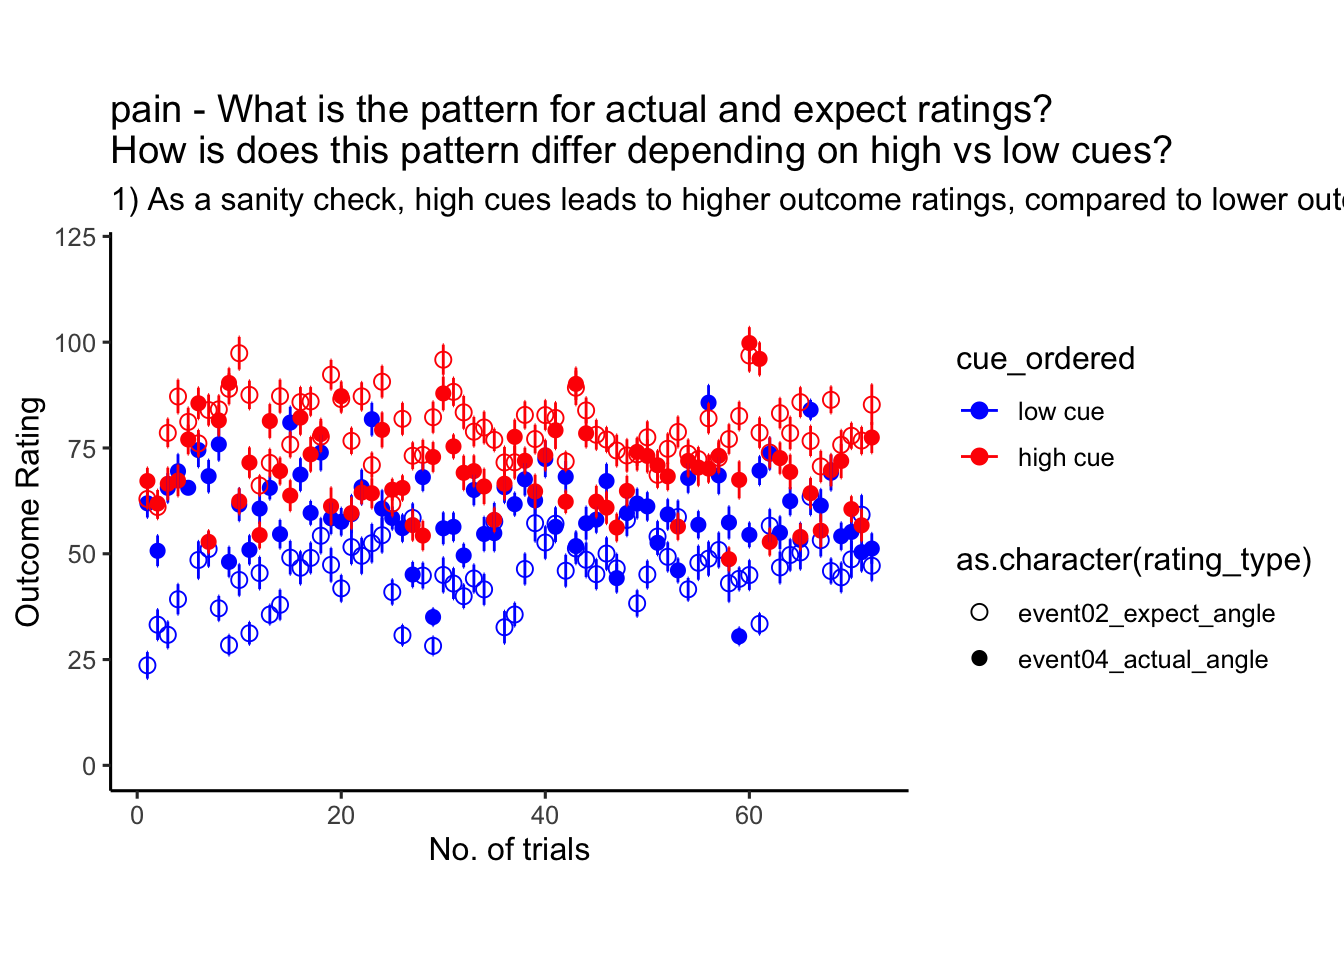 pain - What is the pattern for actual and expect ratings?
How is does this pattern differ depending on high vs low cues?
1) As a sanity check, high cues leads to higher outcome ratings, compared to lower
125
100
75
50
25
0
Outcome Rating
0 20 40 60
No. of trials
cue_ordered
low cue
high cue
as.character(rating_type)
event02_expect_angle
event04_actual_angle